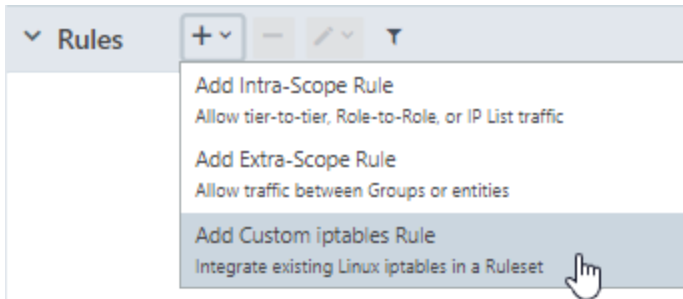 Rules
Add Intra-Scope Rule
Allow tier-to-tier, Role-to-Role, or IP List traffic
Add Extra-Scope Rule
Allow traffic between Groups or entities
Add Custom iptables Rule
Integrate existing Linux iptables in a Ruleset